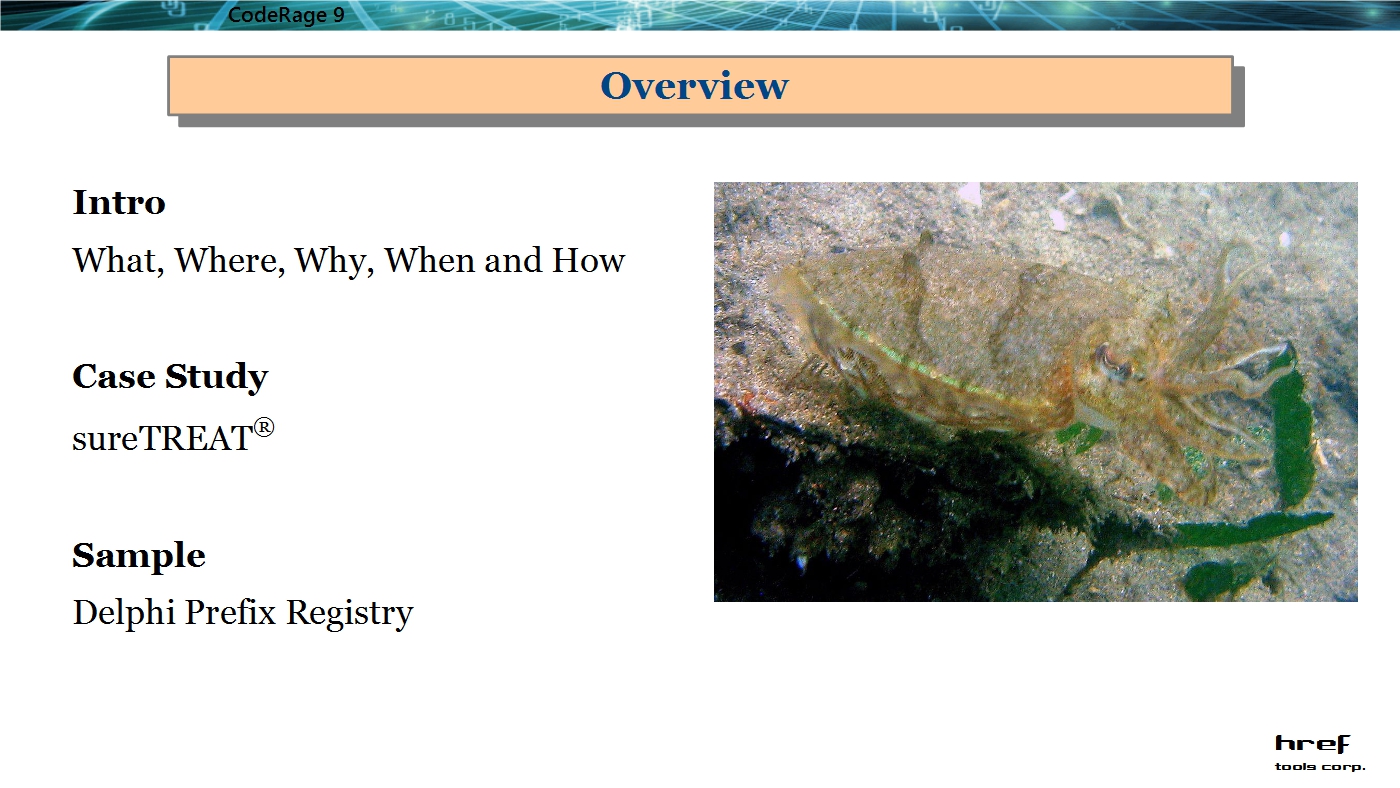 CodeRage 9
Overview
Intro
What, Where, Why, When and How
Case Study
sureTREAT®
Sample
Delphi Prefix Registry
href
tools corp.